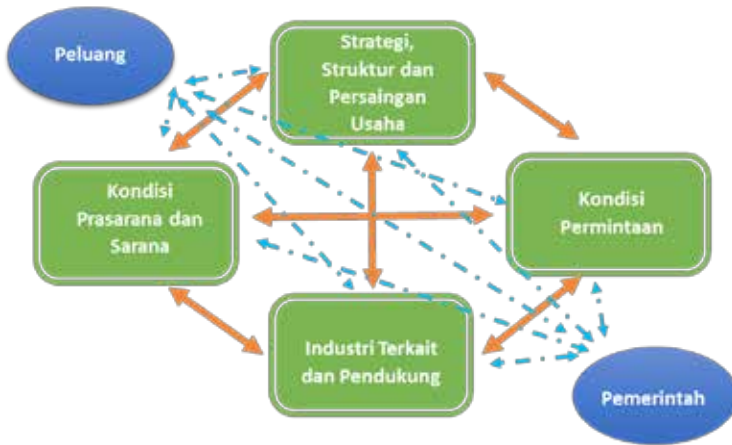 Peluang
Strategi,
Struktur dan
Persaingan
Usaha
Kondisi
Prasarana dan
Sarana
Kondisi
Permintaan
Industri Terkait
dan Pendukung
Pemerintah